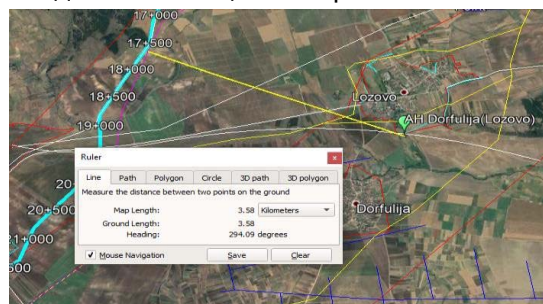 17+000
17+500
18+000
18+500
19+000
Lozovo
AH Dorfulija(Lozovo)
Ruler
Line Path Polygon Circle 3D path 3D polygon
Measure the distance between two points on the ground
Map Length: 3.58 Kilometers
Ground Length: 3.58
Heading: 294.09 degrees
Mouse Navigation Save Clear
20
20+500
Dorfulija
21+000
500